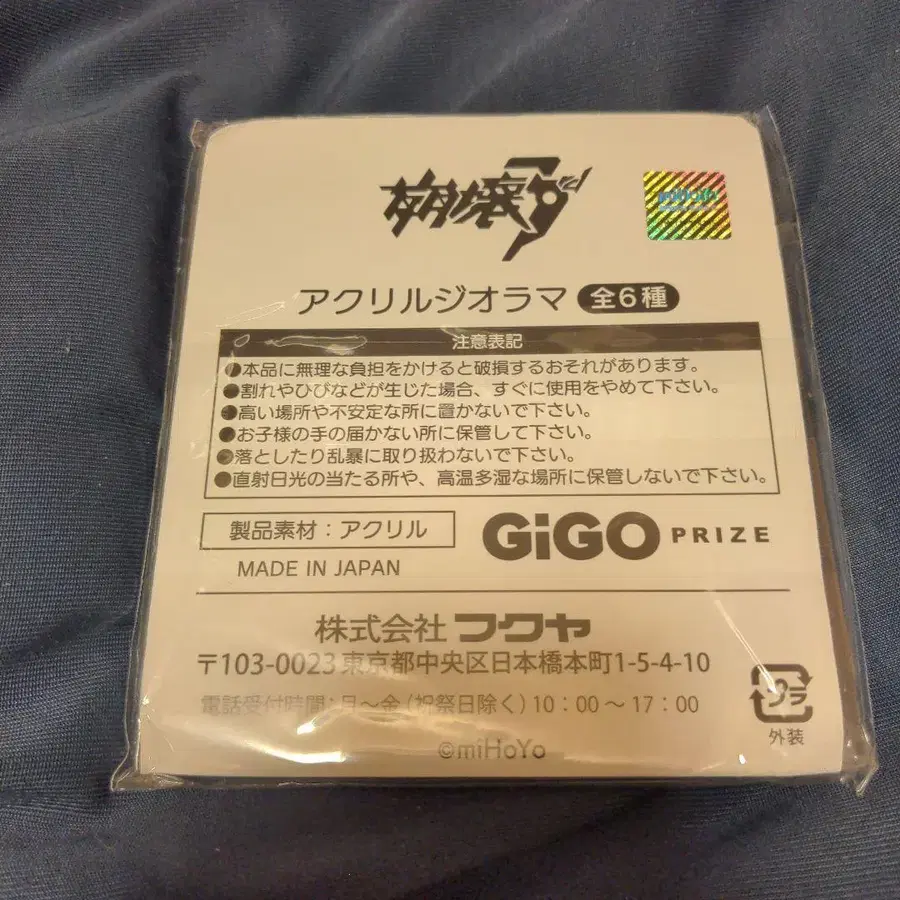 崩壊3rd
miHoYo
アクリルジオラマ 全6種
注意表記
●本品に無理な負担をかけると破損するおそれがあります。
●割れやひびなどが生じた場合、すぐに使用をやめて下さい。
●高い場所や不安定な所に置かないで下さい。
●お子様の手の届かない所に保管して下さい。
●落としたり乱暴に取り扱わないで下さい。
●直射日光の当たる所や、高温多湿な場所に保管しないで下さい。
製品素材：アクリル
GiGO PRIZE
MADE IN JAPAN
株式会社 フクヤ
〒103-0023 東京都中央区日本橋本町1-5-4-10
電話受付時間：月～金（祝祭日除く）10：00～17：00
プラ
外装
©miHoYo